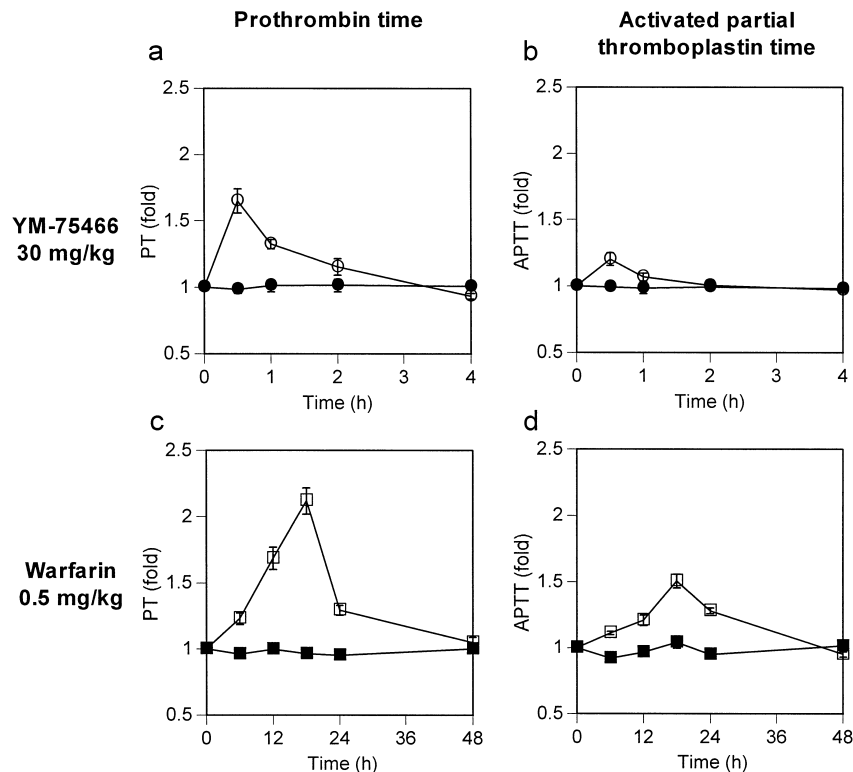 Prothrombin time
Activated partial
thromboplastin time
a
b
YM-75466
30 mg/kg
PT (fold)
2.5
2
1.5
1
0.5
0
1
2
3
4
Time (h)
APTT (fold)
2.5
2
1.5
1
0.5
0
1
2
3
4
Time (h)
c
d
Warfarin
0.5 mg/kg
PT (fold)
2.5
2
1.5
1
0.5
0
12
24
36
48
Time (h)
APTT (fold)
2.5
2
1.5
1
0.5
0
12
24
36
48
Time (h)